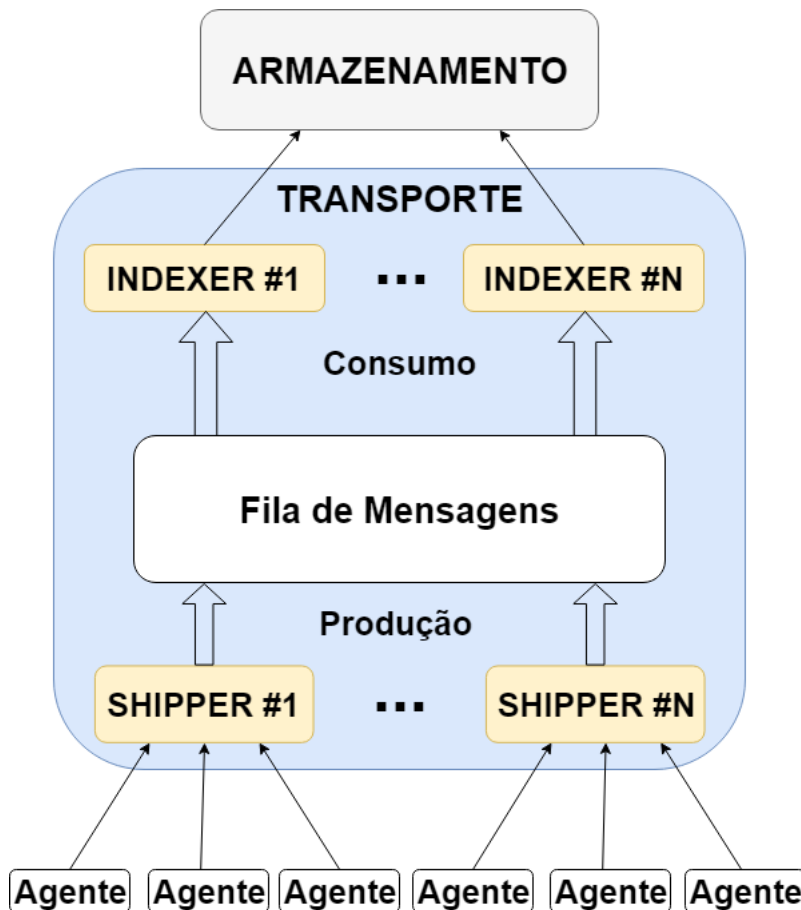 ARMAZENAMENTO
TRANSPORTE
INDEXER #1 ... INDEXER #N
Consumo
Fila de Mensagens
Produção
SHIPPER #1 ... SHIPPER #N
Agente Agente Agente Agente Agente Agente